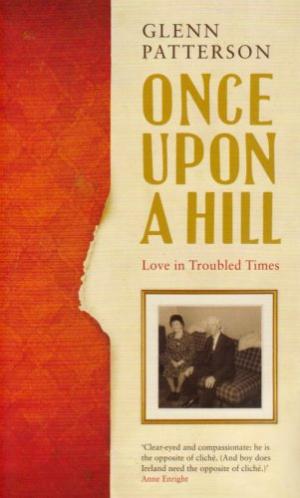 GLENN
PATTERSON
ONCE
UPON
A HILL
Love in Troubled Times
'Clear-eyed and compassionate: he is
the opposite of cliché. (And boy does
Ireland need the opposite of cliché.)'
Anne Enright